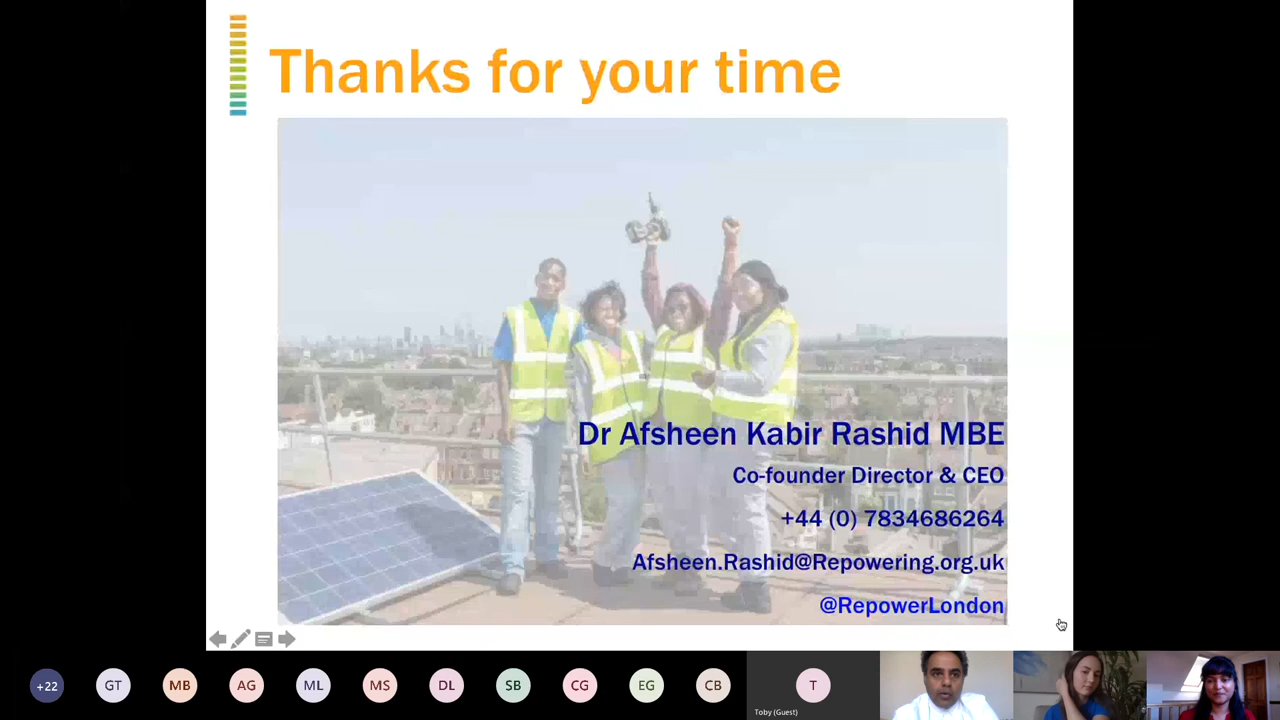 Thanks for your time
Dr Afsheen Kabir Rashid MBE
Co-founder Director & CEO
+44 (0) 7834686264
Afsheen.Rashid@Repowering.org.uk
@RepowerLondon
+22 GT MB AG ML MS DL SB CG EG CB T
Toby (Guest)